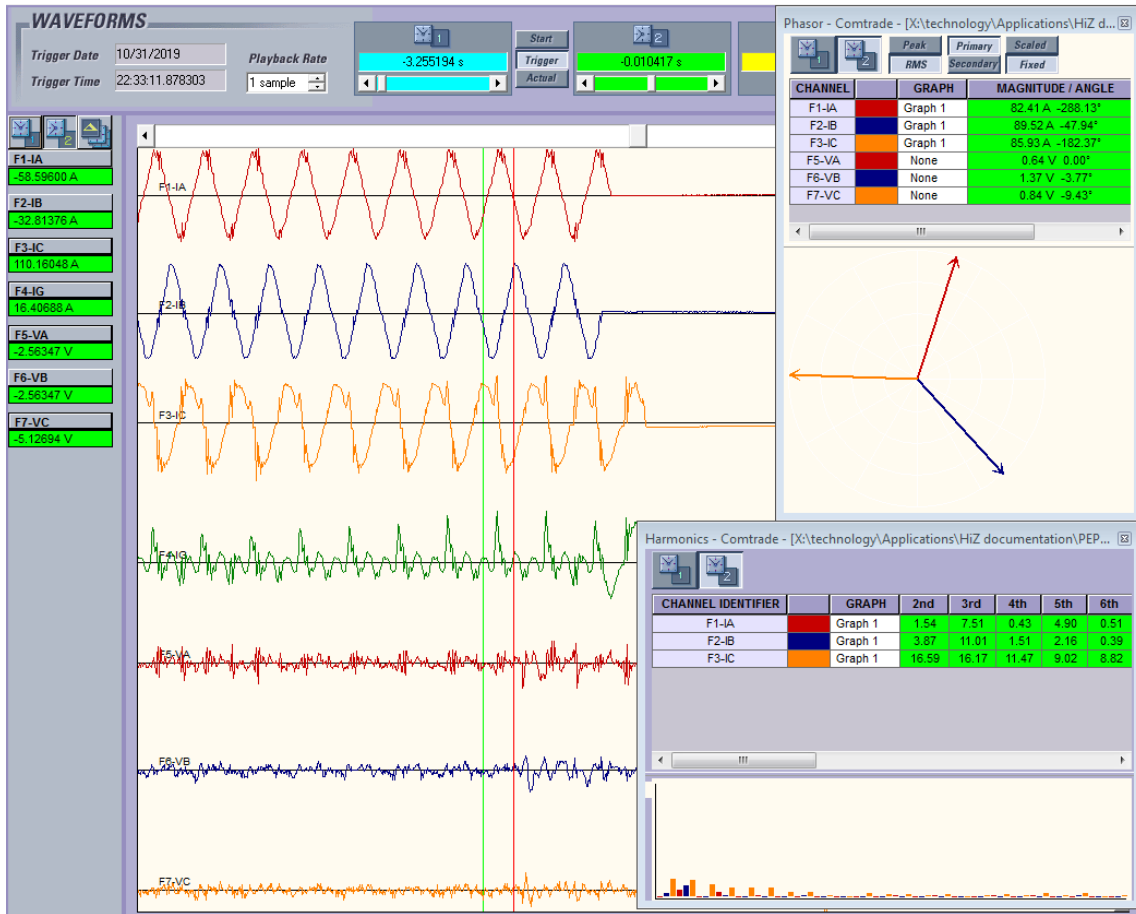 WAVEFORMS
Trigger Date 10/31/2019
Playback Rate
Trigger Time 22:33:11.878303
1 sample
1
-3.255194 s
Start
Trigger
Actual
2
-0.010417 s
F1-IA
-58.59600 A
F2-IB
-32.81376 A
F3-IC
110.16048 A
F4-IG
16.40688 A
F5-VA
-2.56347 V
F6-VB
-2.56347 V
F7-VC
-5.12694 V
F1-IA
F2-IB
F3-IC
F4-IG
F5-VA
F6-VB
F7-VC
Phasor - Comtrade - [X:\technology\Applications\HiZ d...
1 2 Peak Primary Scaled
RMS Secondary Fixed
CHANNEL GRAPH MAGNITUDE / ANGLE
F1-IA Graph 1 82.41 A -288.13°
F2-IB Graph 1 89.52 A -47.94°
F3-IC Graph 1 85.93 A -182.37°
F5-VA None 0.64 V 0.00°
F6-VB None 1.37 V -3.77°
F7-VC None 0.84 V -9.43°
Harmonics - Comtrade - [X:\technology\Applications\HiZ documentation\PEP...
1 2
CHANNEL IDENTIFIER GRAPH 2nd 3rd 4th 5th 6th
F1-IA Graph 1 1.54 7.51 0.43 4.90 0.51
F2-IB Graph 1 3.87 11.01 1.51 2.16 0.39
F3-IC Graph 1 16.59 16.17 11.47 9.02 8.82